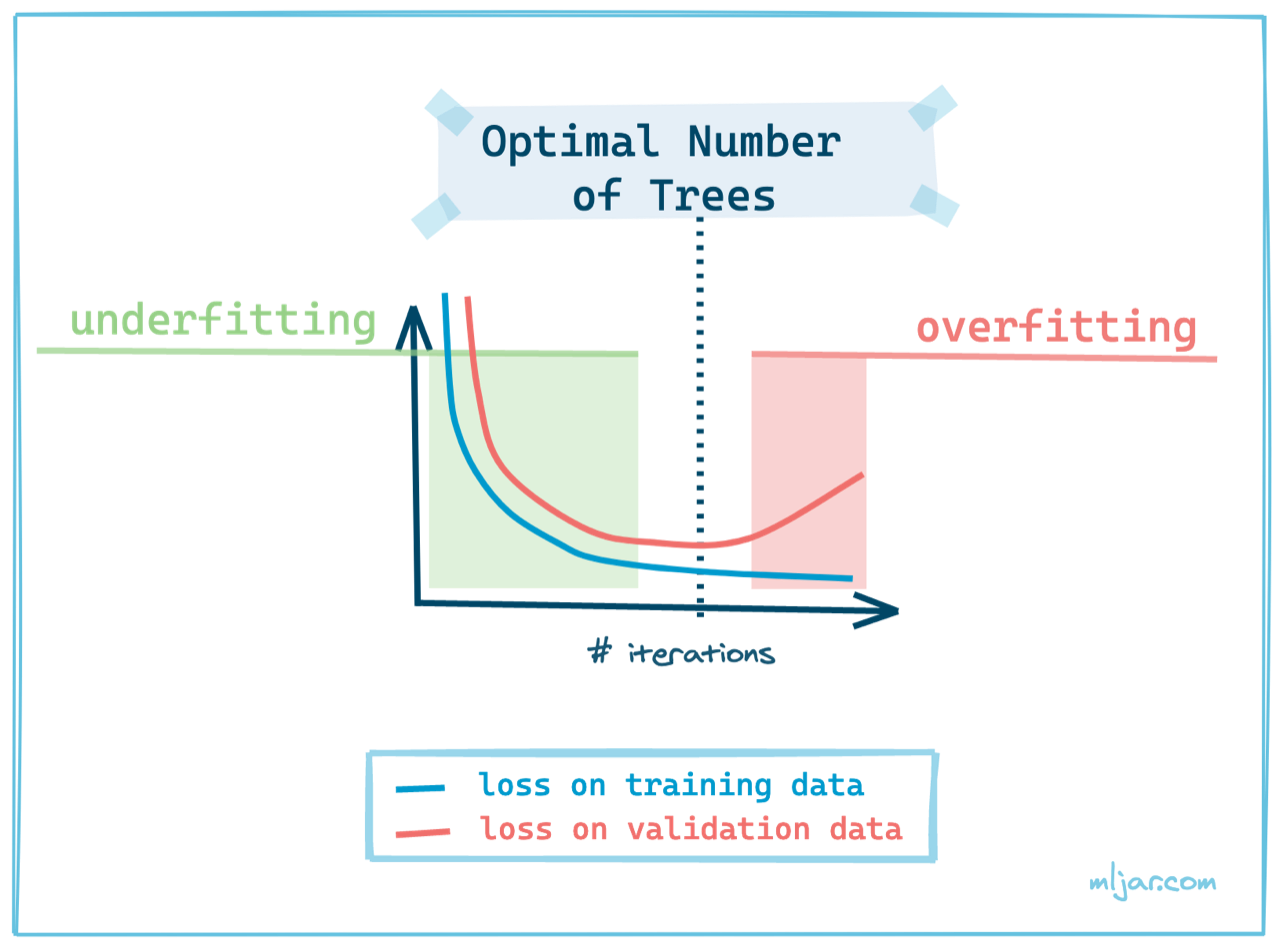 Optimal Number
of Trees
underfitting
overfitting
# iterations
loss on training data
loss on validation data
mljar.com